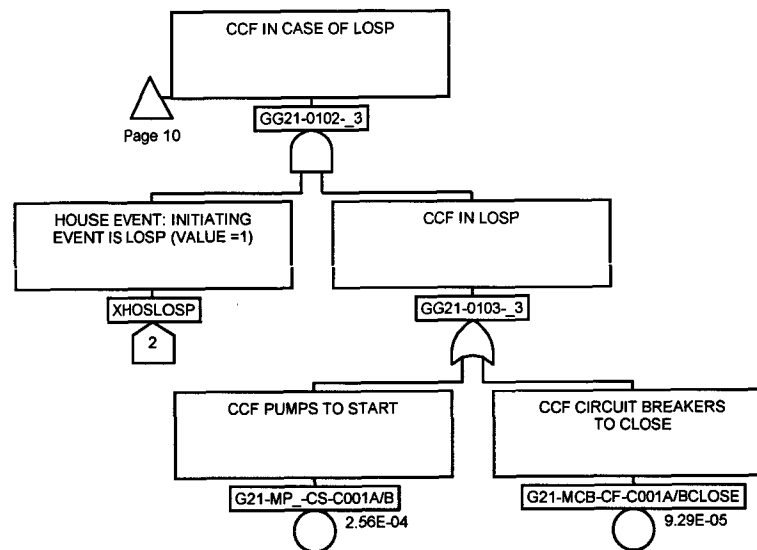 CCF IN CASE OF LOSP
Page 10
GG21-0102-_3
HOUSE EVENT: INITIATING
EVENT IS LOSP (VALUE =1)
CCF IN LOSP
XHOSLOSP
GG21-0103-_3
2
CCF PUMPS TO START
CCF CIRCUIT BREAKERS
TO CLOSE
G21-MP_-CS-C001A/B
G21-MCB-CF-C001A/BCLOSE
2.56E-04
9.29E-05